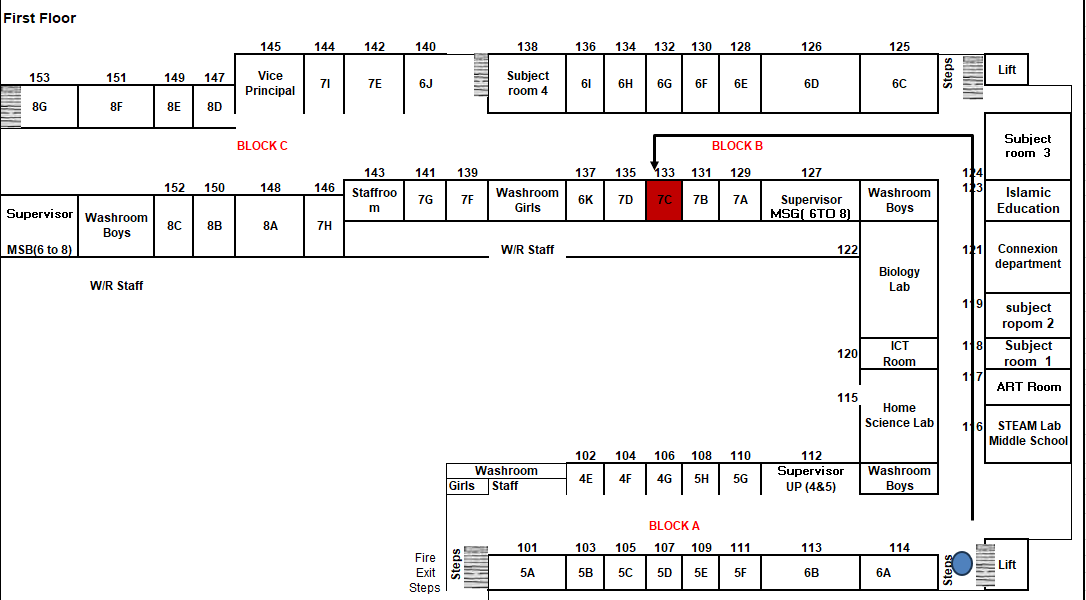 First Floor
145 144 142 140 138 136 134 132 130 128 126 125
153 151 149 147
Vice
Principal
7I 7E 6J
Subject
room 4
6I 6H 6G 6F 6E 6D 6C
Steps
Lift
8G 8F 8E 8D
BLOCK C
BLOCK B
Subject
room 3
143 141 139 137 135 133 131 129 127
124
123
152 150 148 146
Staffroo
m
7G 7F
Washroom
Girls
6K 7D 7C 7B 7A
Supervisor
MSG( 6TO 8)
Washroom
Boys
Islamic
Education
Supervisor
MSB(6 to 8)
Washroom
Boys
8C 8B 8A 7H
W/R Staff
122
121
Connexion
department
Biology
Lab
W/R Staff
119
subject
ropom 2
120
ICT
Room
118
Subject
room 1
117
ART Room
115
Home
Science Lab
116
STEAM Lab
Middle School
102 104 106 108 110 112
Washroom
Girls Staff
4E 4F 4G 5H 5G
Supervisor
UP (4&5)
Washroom
Boys
BLOCK A
101 103 105 107 109 111 113 114
Fire
Exit
Steps
Steps
5A 5B 5C 5D 5E 5F 6B 6A
Steps
Lift